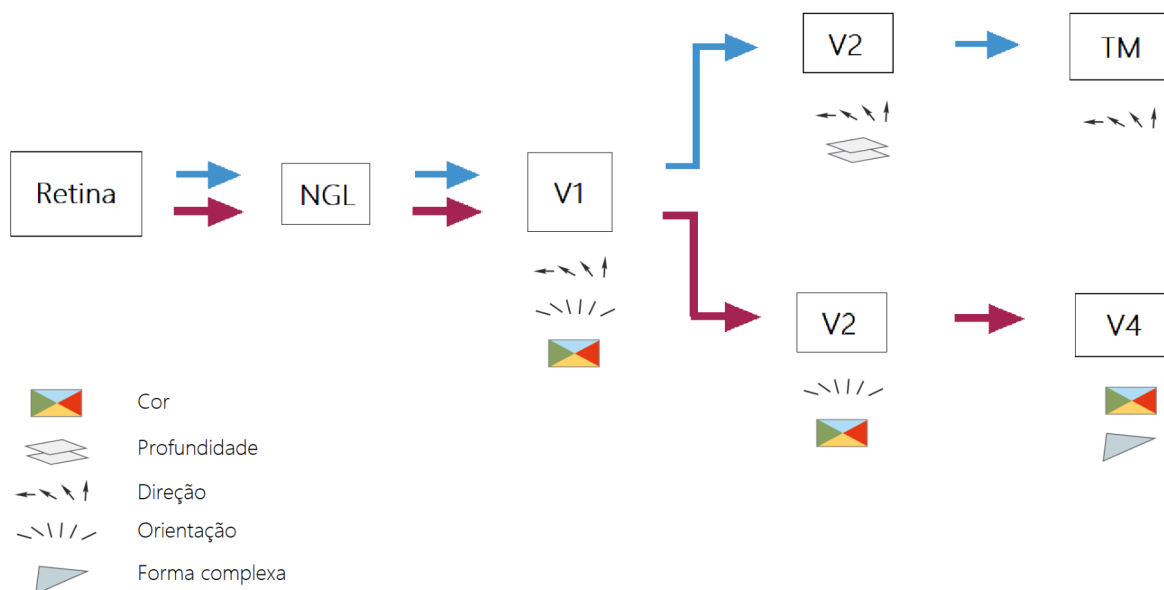 V2
TM
Retina
NGL
V1
V2
V4
Cor
Profundidade
Direção
Orientação
Forma complexa